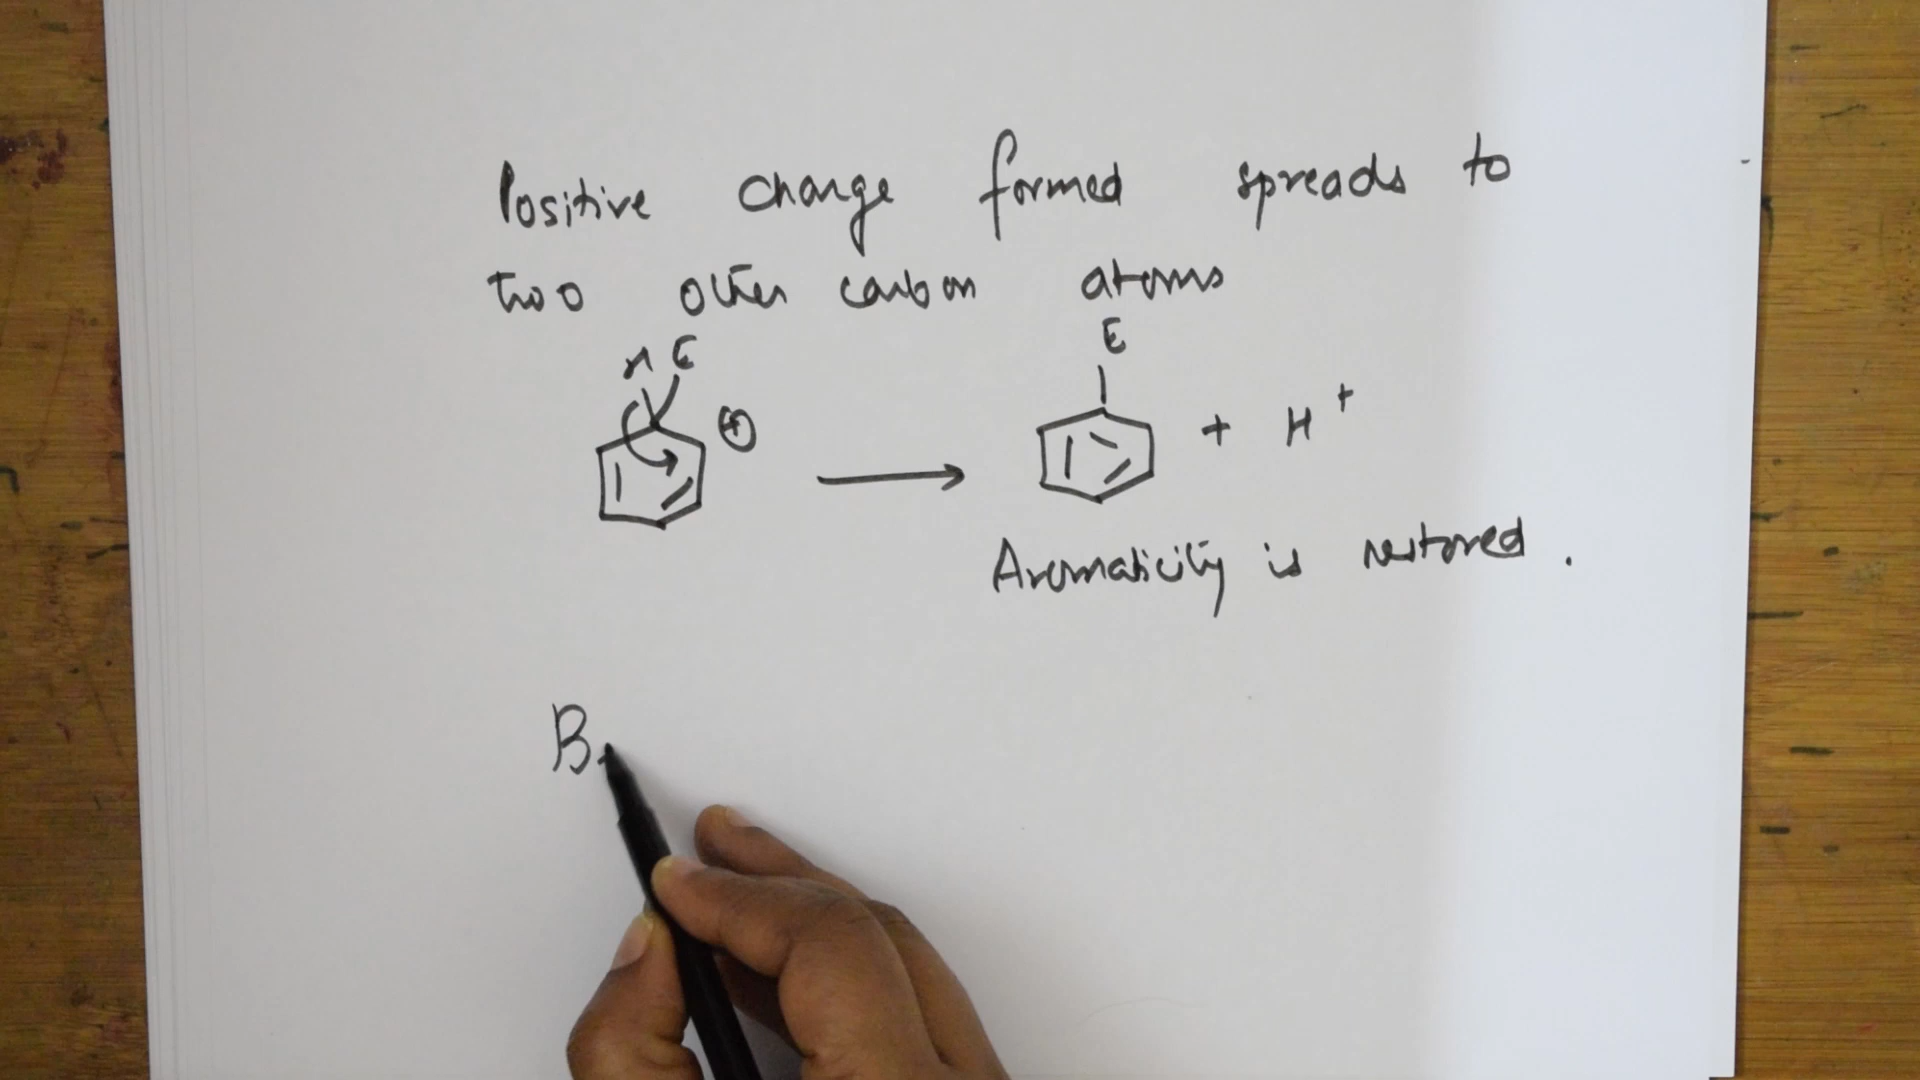 Positive charge formed spreads to
two other carbon atoms
H E
⊕
E
+ H+
Aromaticity is restored.
B